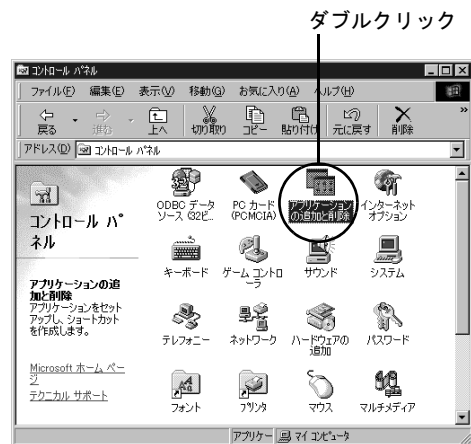 ダブルクリック
コントロール パネル
ファイル(F) 編集(E) 表示(V) 移動(G) お気に入り(A) ヘルプ(H)
戻る 進む 上へ 切り取り コピー 貼り付け 元に戻す 削除 »
アドレス(D) コントロール パネル
コントロール パ
ネル
アプリケーションの追
加と削除
アプリケーションをセット
アップし、ショートカット
を作成します。
Microsoft ホーム ペー
ジ
テクニカル サポート
ODBC データ
ソース (32ビ...
PC カード
(PCMCIA)
アプリケーション
の追加と削除
インターネット
オプション
キーボード
ゲーム コントロ
ーラ
サウンド
システム
テレフォニー
ネットワーク
ハードウェアの
追加
パスワード
フォント
プリンタ
マウス
マルチメディア
アプリケー
マイ コンピュータ